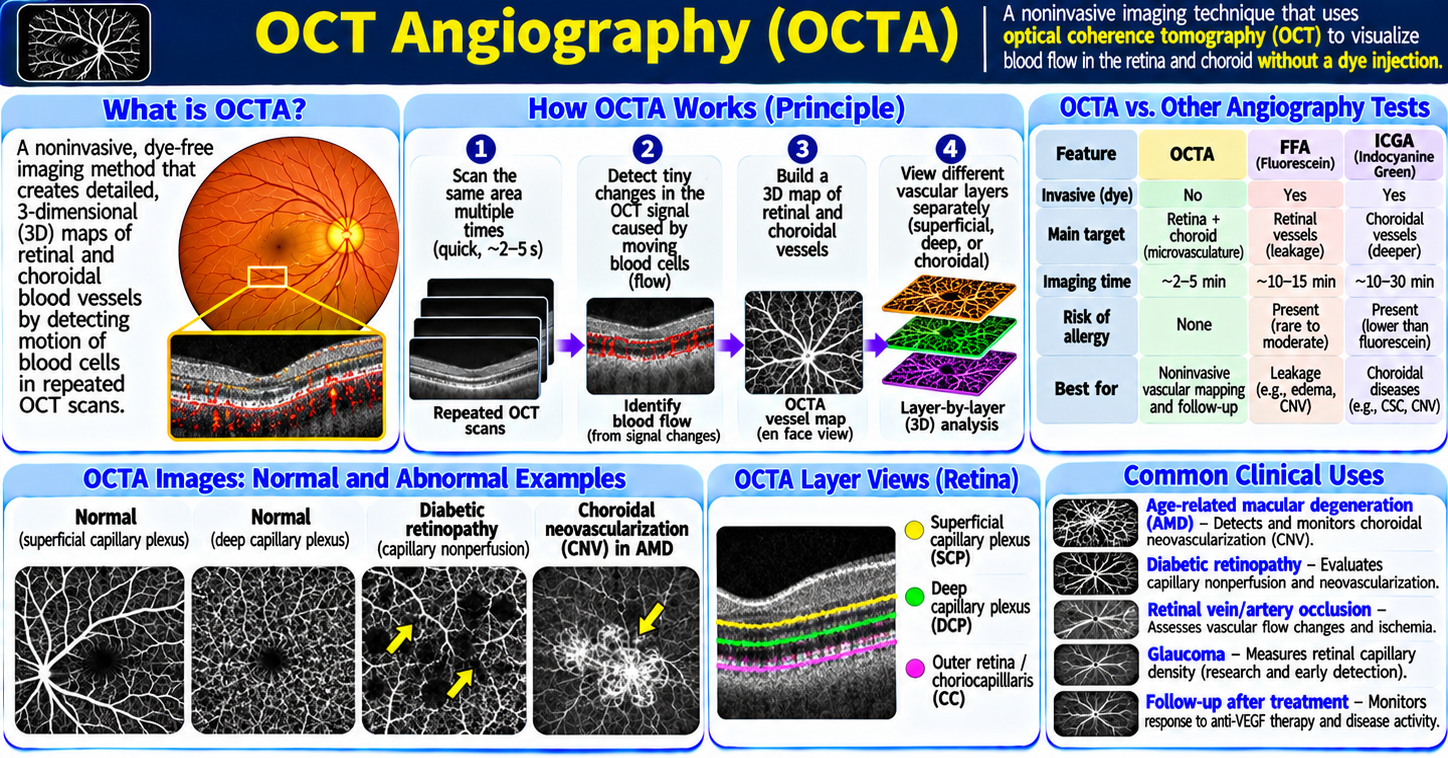 OCT Angiography (OCTA)
A noninvasive imaging technique that uses
optical coherence tomography (OCT) to visualize
blood flow in the retina and choroid without a dye injection.
What is OCTA?
A noninvasive, dye-free
imaging method that
creates detailed,
3-dimensional
(3D) maps of
retinal and
choroidal
blood vessels
by detecting
motion of
blood cells
in repeated
OCT scans.
How OCTA Works (Principle)
1
Scan the
same area
multiple
times
(quick, ~2–5 s)
Repeated OCT
scans
2
Detect tiny
changes in the
OCT signal
caused by
moving
blood cells
(flow)
Identify
blood flow
(from signal changes)
3
Build a
3D map of
retinal and
choroidal
vessels
OCTA
vessel map
(en face view)
4
View different
vascular layers
separately
(superficial,
deep, or
choroidal)
Layer-by-layer
(3D) analysis
OCTA vs. Other Angiography Tests
Feature
OCTA
FFA
(Fluorescein)
ICGA
(Indocyanine
Green)
Invasive (dye)
No
Yes
Yes
Main target
Retina +
choroid
(microvasculature)
Retinal
vessels
(leakage)
Choroidal
vessels
(deeper)
Imaging time
~2–5 min
~10–15 min
~10–30 min
Risk of
allergy
None
Present
(rare to
moderate)
Present
(lower than
fluorescein)
Best for
Noninvasive
vascular mapping
and follow-up
Leakage
(e.g., edema,
CNV)
Choroidal
diseases
(e.g., CSC, CNV)
OCTA Images: Normal and Abnormal Examples
Normal
(superficial capillary plexus)
Normal
(deep capillary plexus)
Diabetic
retinopathy
(capillary nonperfusion)
Choroidal
neovascularization
(CNV) in AMD
OCTA Layer Views (Retina)
Superficial
capillary plexus
(SCP)
Deep
capillary plexus
(DCP)
Outer retina /
choriocapilllaris
(CC)
Common Clinical Uses
Age-related macular degeneration
(AMD) – Detects and monitors choroidal
neovascularization (CNV).
Diabetic retinopathy – Evaluates
capillary nonperfusion and neovascularization.
Retinal vein/artery occlusion –
Assesses vascular flow changes and ischemia.
Glaucoma – Measures retinal capillary
density (research and early detection).
Follow-up after treatment – Monitors
response to anti-VEGF therapy and disease activity.